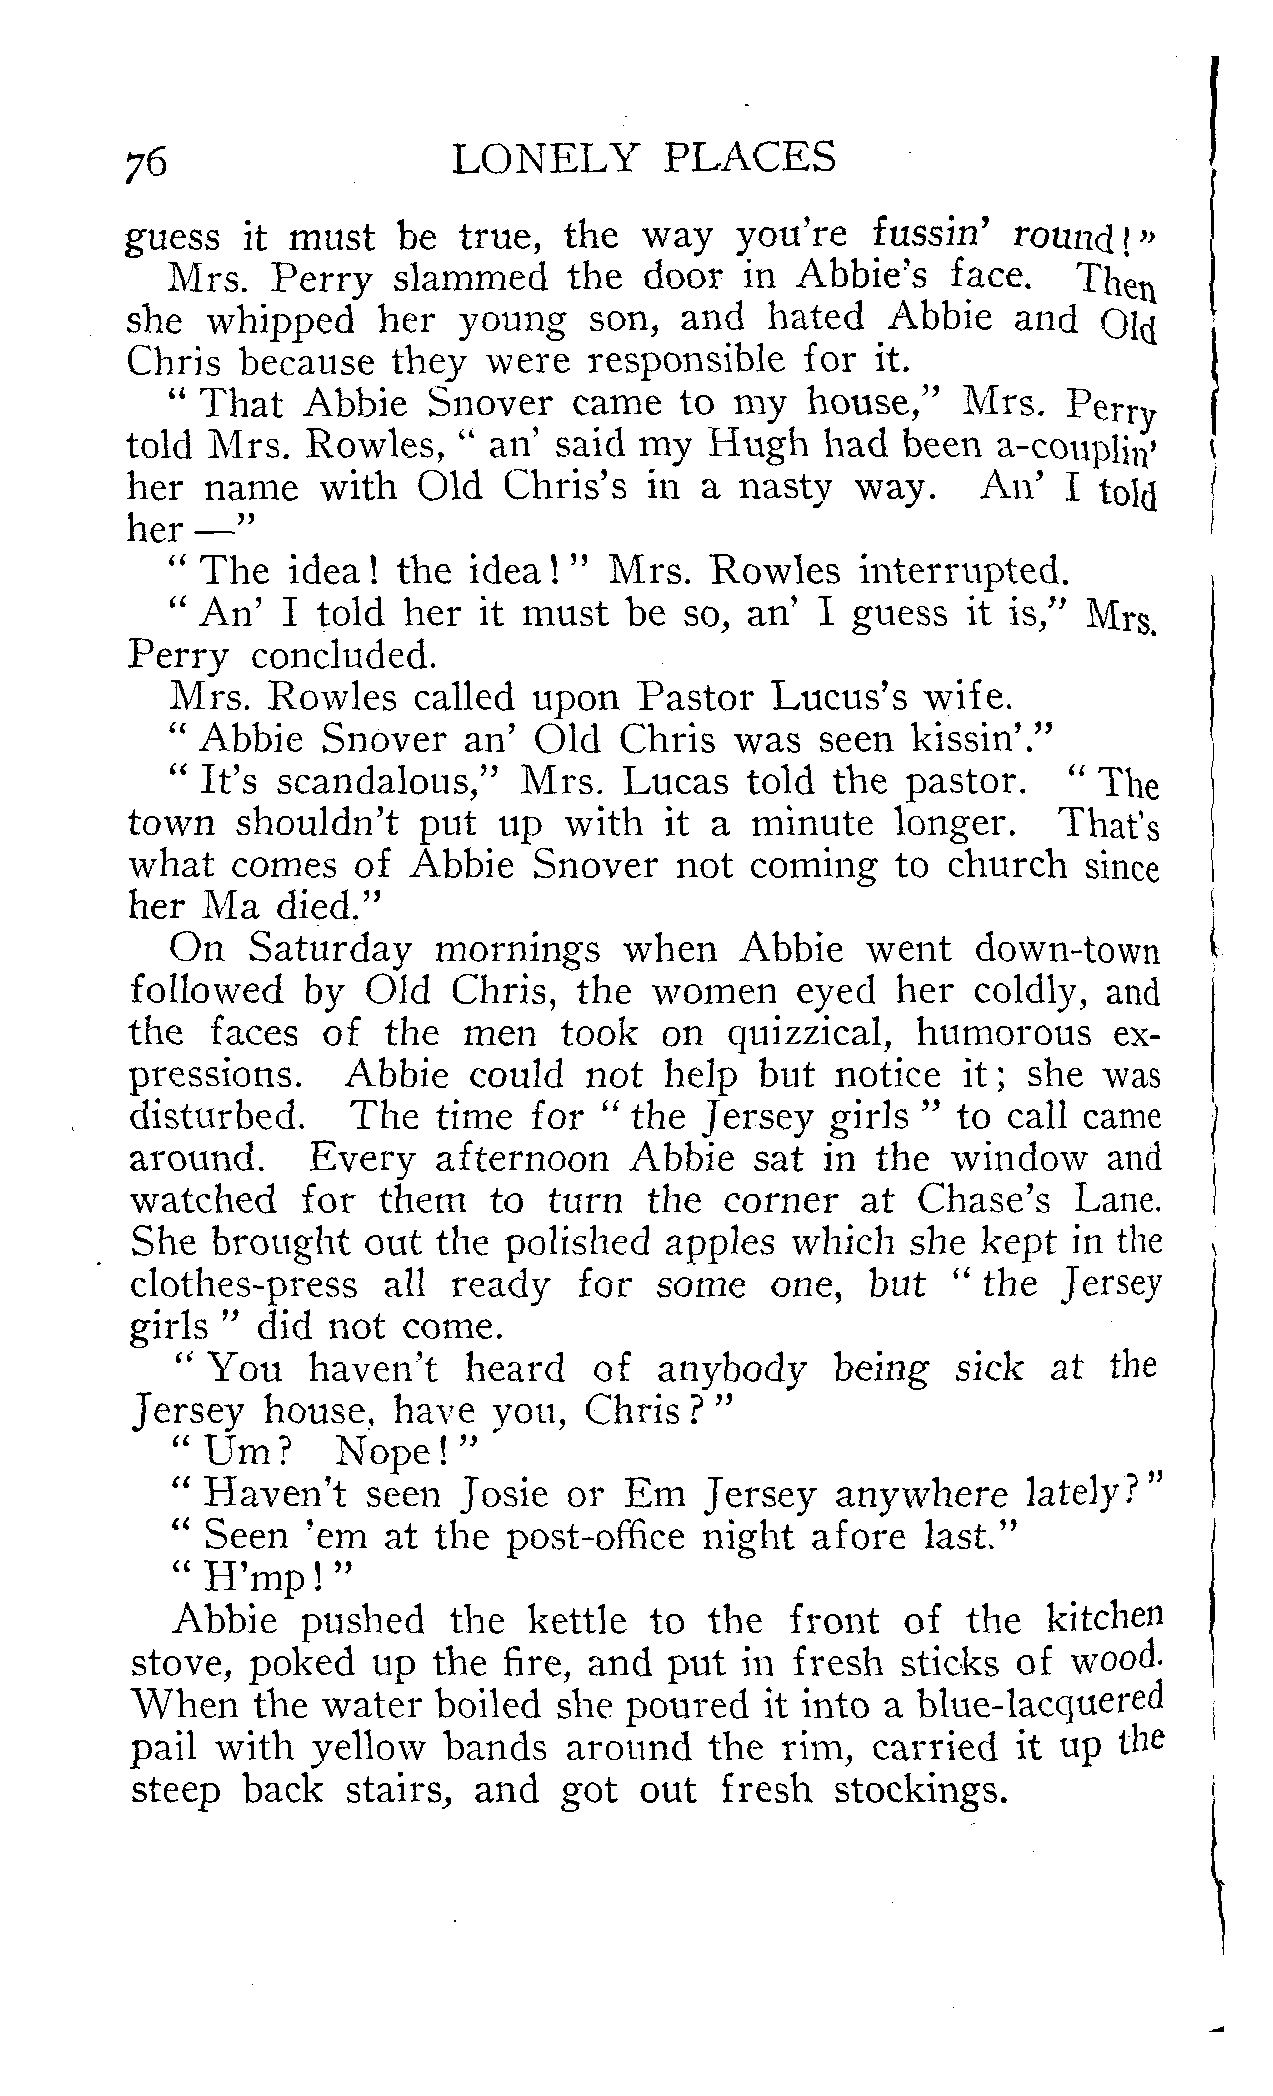 76 LONELY PLACES
guess it must be true, the way you're fussin' round!"
Mrs. Perry slammed the door in Abbie's face. Then
she whipped her young son, and hated Abbie and Old
Chris because they were responsible for it.
" That Abbie Snover came to my house," Mrs. Perry
told Mrs. Rowles, " an' said my Hugh had been a-couplin'
her name with Old Chris's in a nasty way. An' I told
her —"
" The idea! the idea!" Mrs. Rowles interrupted.
" An' I told her it must be so, an' I guess it is," Mrs.
Perry concluded.
Mrs. Rowles called upon Pastor Lucus's wife.
" Abbie Snover an' Old Chris was seen kissin'."
" It's scandalous," Mrs. Lucas told the pastor. " The
town shouldn't put up with it a minute longer. That's
what comes of Abbie Snover not coming to church since
her Ma died."
On Saturday mornings when Abbie went down-town
followed by Old Chris, the women eyed her coldly, and
the faces of the men took on quizzical, humorous ex-
pressions. Abbie could not help but notice it; she was
disturbed. The time for " the Jersey girls " to call came
around. Every afternoon Abbie sat in the window and
watched for them to turn the corner at Chase's Lane.
She brought out the polished apples which she kept in the
clothes-press all ready for some one, but " the Jersey
girls " did not come.
" You haven't heard of anybody being sick at the
Jersey house, have you, Chris?"
" Um? Nope!"
" Haven't seen Josie or Em Jersey anywhere lately?"
" Seen 'em at the post-office night afore last."
" H'mp!"
Abbie pushed the kettle to the front of the kitchen
stove, poked up the fire, and put in fresh sticks of wood.
When the water boiled she poured it into a blue-lacquered
pail with yellow bands around the rim, carried it up the
steep back stairs, and got out fresh stockings.